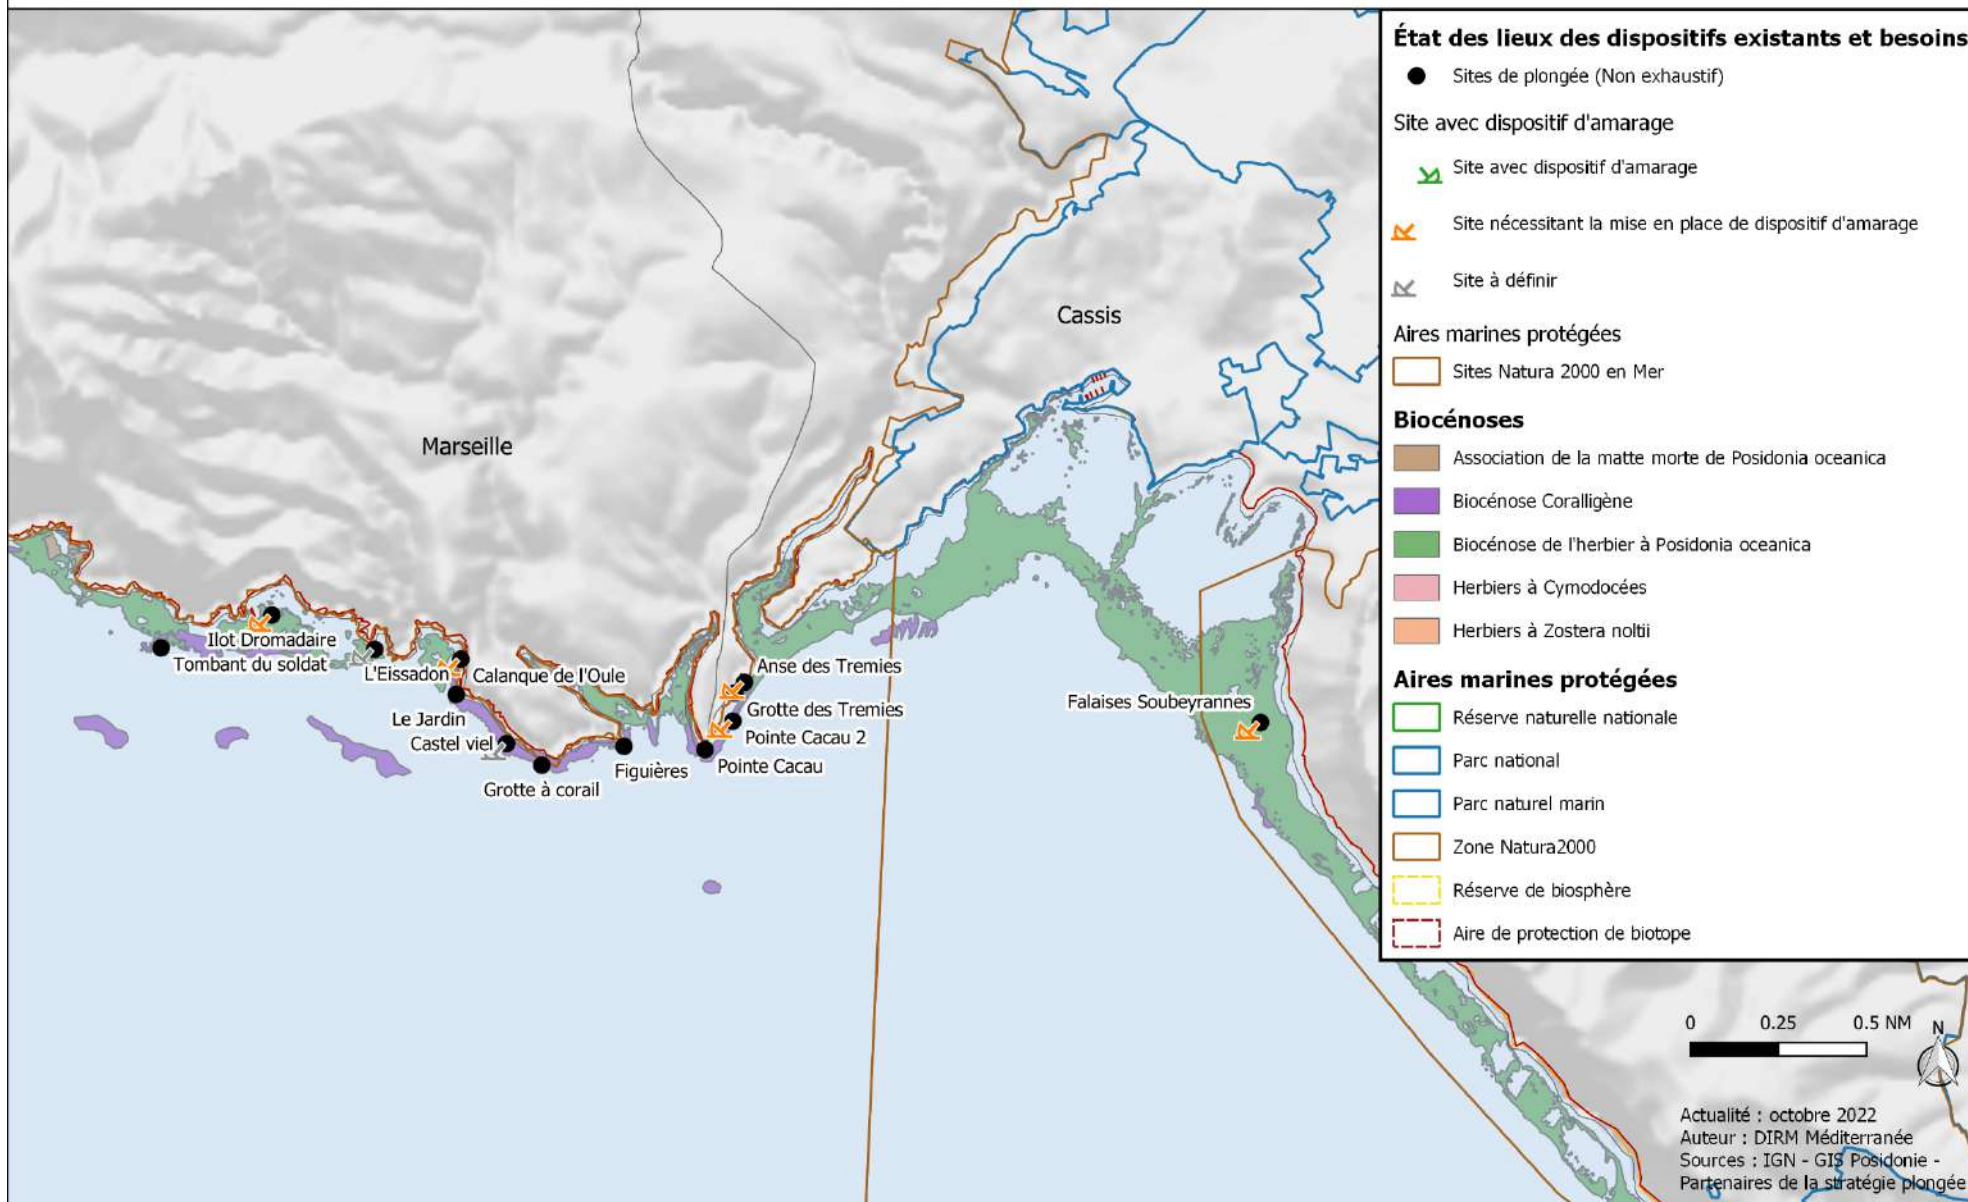 État des lieux des dispositifs existants et besoins
Sites de plongée (Non exhaustif)
Site avec dispositif d'amarage
Site avec dispositif d'amarage
Site nécessitant la mise en place de dispositif d'amarage
Site à définir
Aires marines protégées
Sites Natura 2000 en Mer
Biocénoses
Association de la matte morte de Posidonia oceanica
Biocénose Coralligène
Biocénose de l'herbier à Posidonia oceanica
Herbiers à Cymodocées
Herbiers à Zostera noltii
Aires marines protégées
Réserve naturelle nationale
Parc national
Parc naturel marin
Zone Natura2000
Réserve de biosphère
Aire de protection de biotope
Cassis
Marseille
Ilot Dromadaire
Tombant du soldat
L'Eissadon
Calanque de l'Oule
Le Jardin
Castel viel
Grotte à corail
Figuières
Anse des Tremies
Grotte des Tremies
Pointe Cacau 2
Pointe Cacau
Falaises Soubeyrannes
0 0.25 0.5 NM
N
Actualité : octobre 2022
Auteur : DIRM Méditerranée
Sources : IGN - GIS Posidonie -
Partenaires de la stratégie plongée